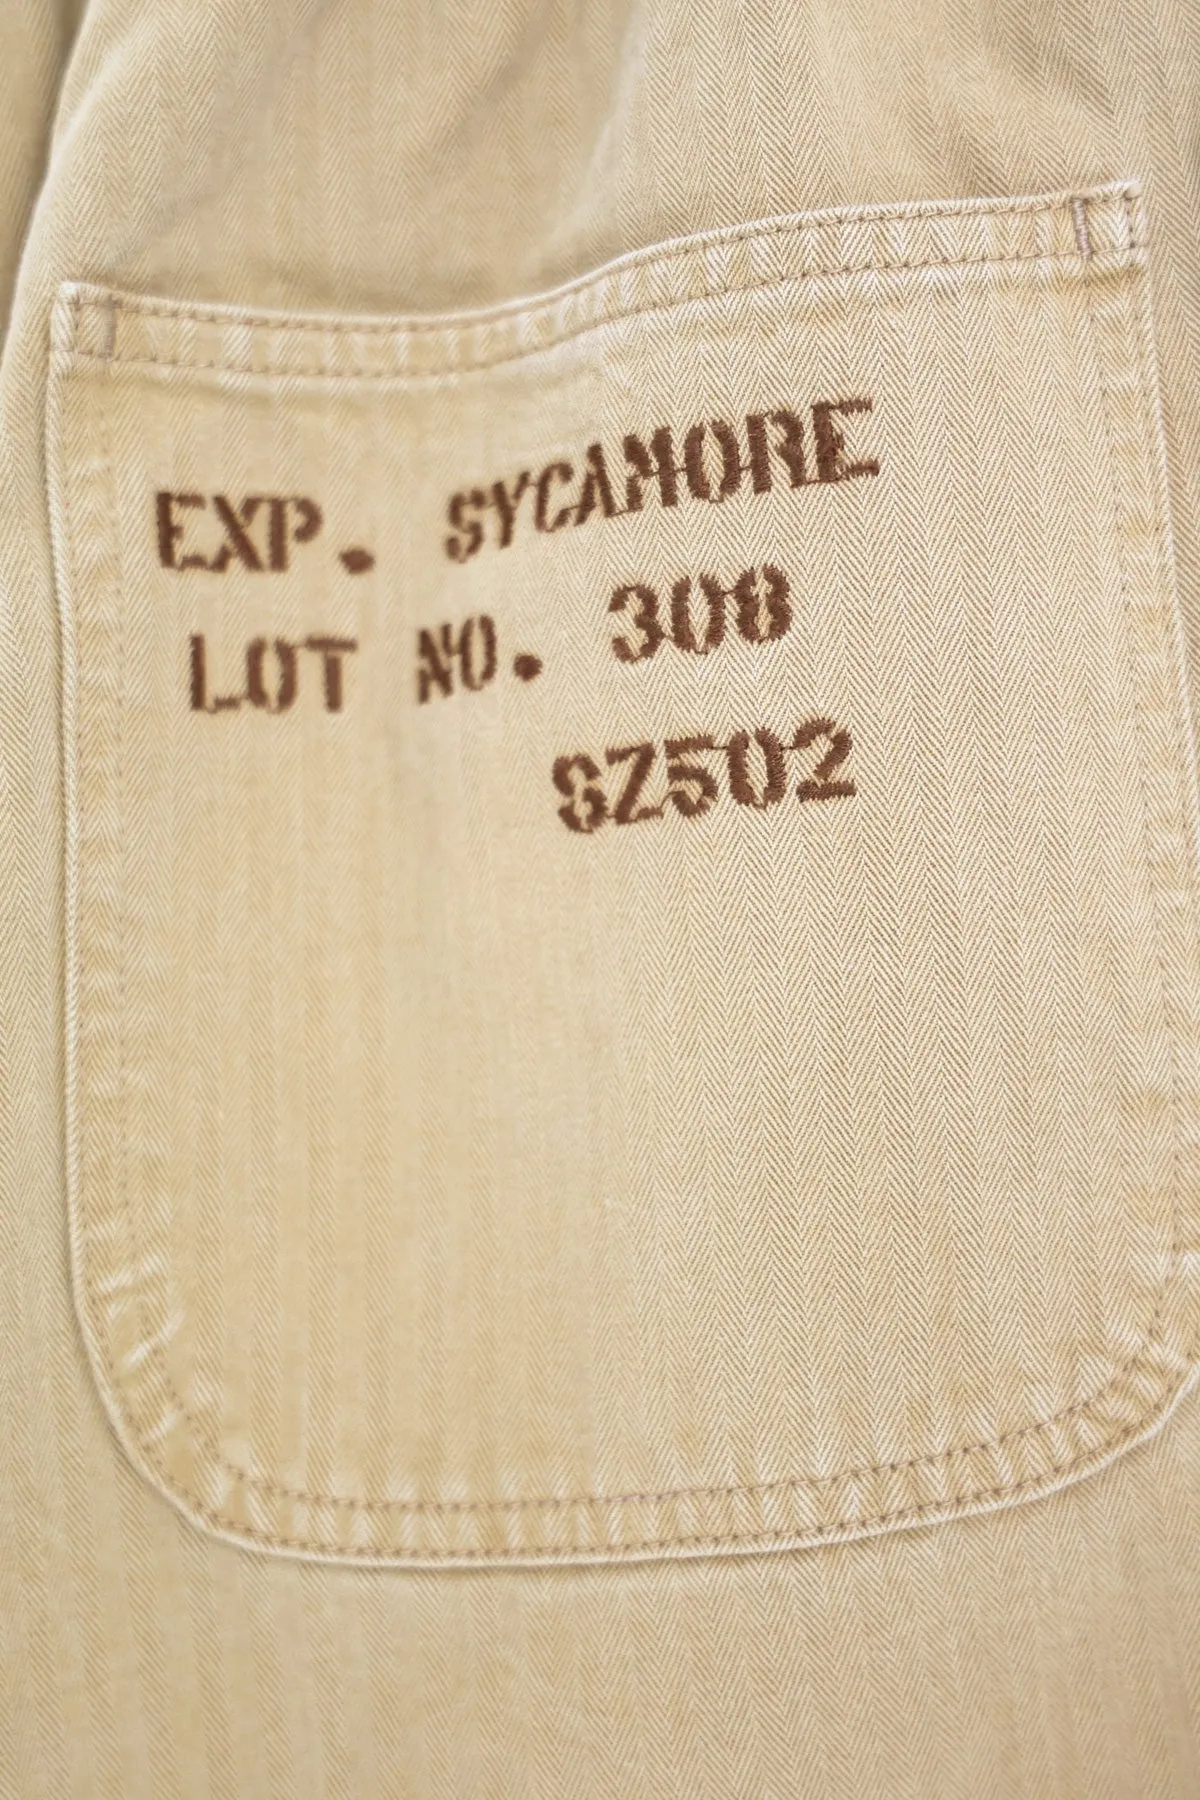 EXP. SYCAMORE
LOT NO. 308
SZ502